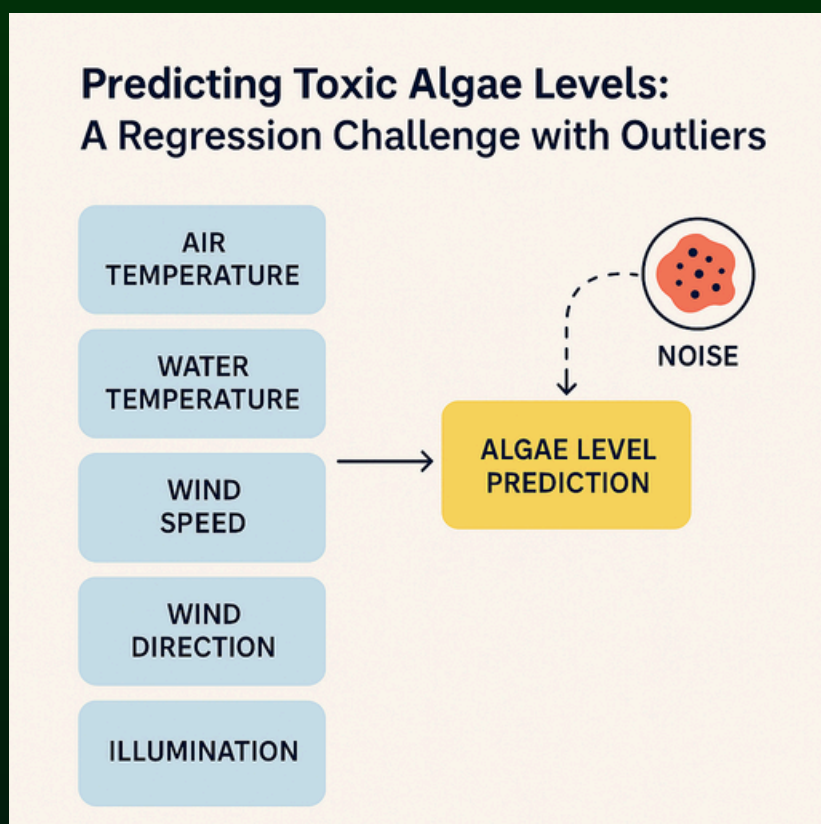 Predicting Toxic Algae Levels:
A Regression Challenge with Outliers
AIR
TEMPERATURE
WATER
TEMPERATURE
WIND
SPEED
WIND
DIRECTION
ILLUMINATION
NOISE
ALGAE LEVEL
PREDICTION